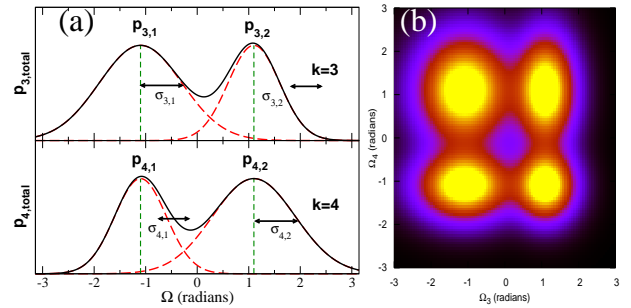 (a)
p3,1
p3,2
p3,total
k=3
σ3,1
σ3,2
p4,1
p4,2
p4,total
k=4
σ4,1
σ4,2
-3 -2 -1 0 1 2 3
Ω (radians)
(b)
3
2
1
0
-1
-2
-3
Ω4 (radians)
-3 -2 -1 0 1 2 3
Ω3 (radians)